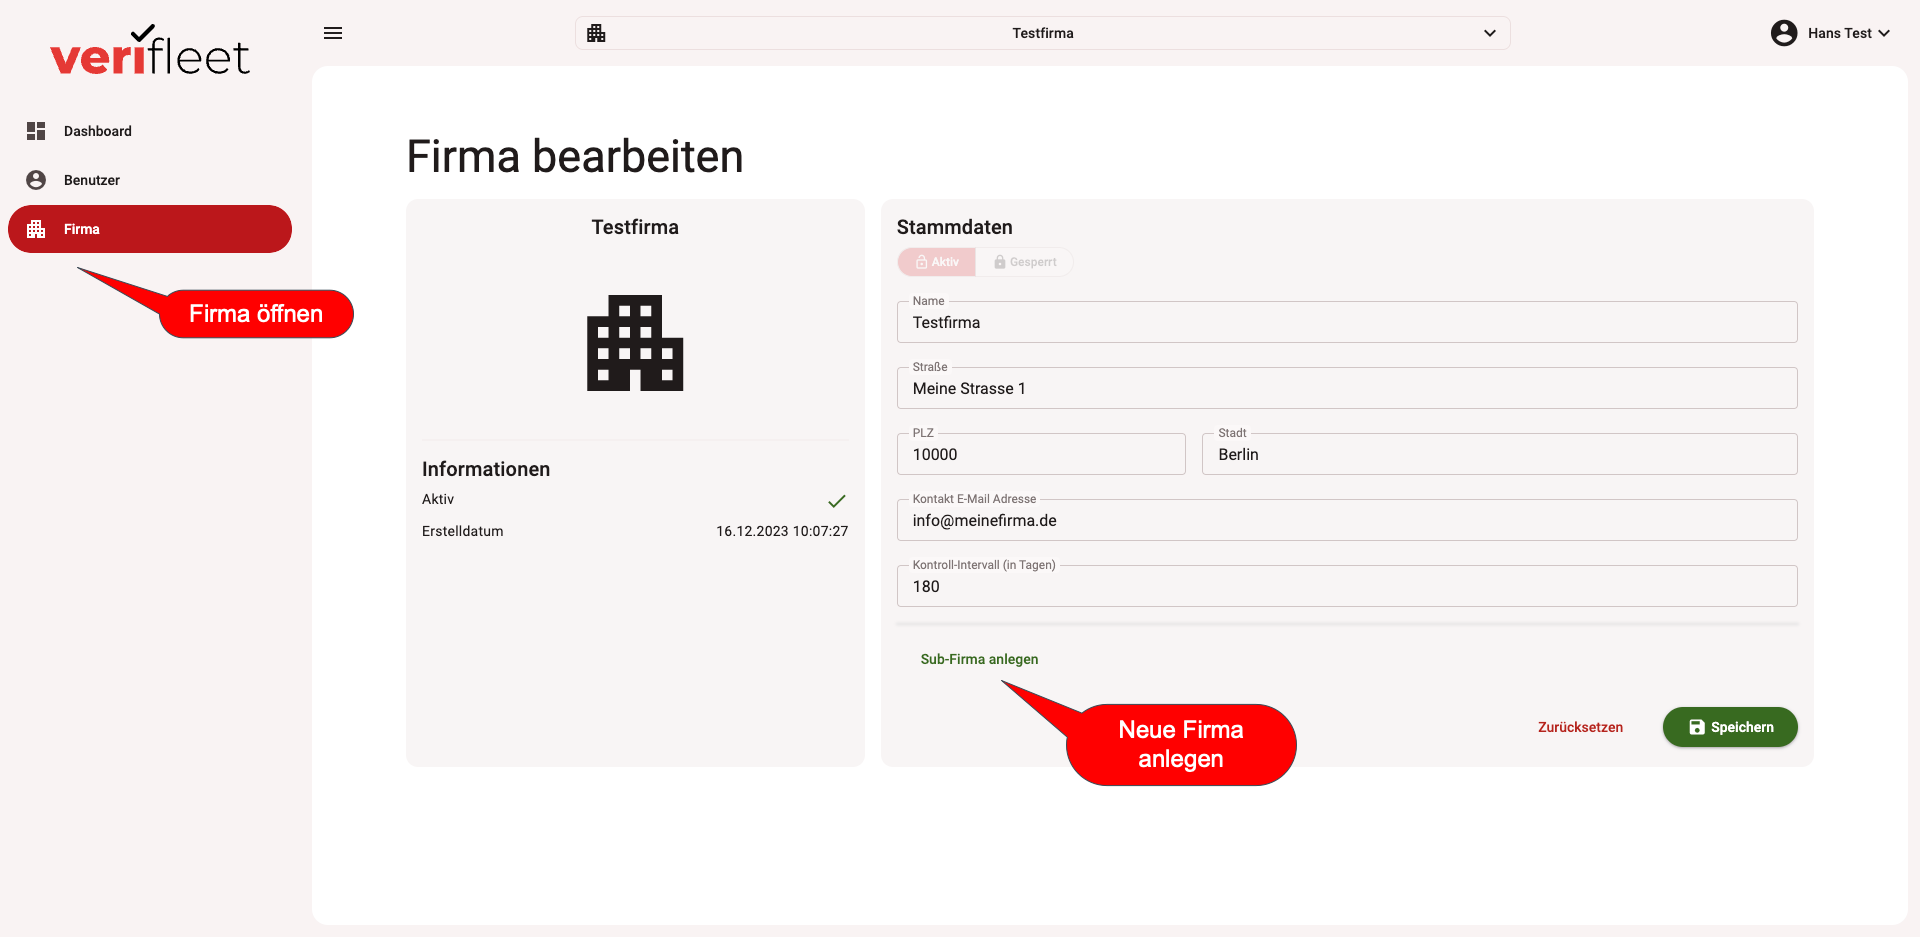 verifleet
Testfirma
Hans Test
Dashboard
Benutzer
Firma
Firma öffnen
Firma bearbeiten
Testfirma
Informationen
Aktiv
Erstelldatum 16.12.2023 10:07:27
Stammdaten
Aktiv Gesperrt
Name
Testfirma
Straße
Meine Strasse 1
PLZ Stadt
10000 Berlin
Kontakt E-Mail Adresse
info@meinefirma.de
Kontroll-Intervall (in Tagen)
180
Sub-Firma anlegen
Neue Firma
anlegen
Zurücksetzen Speichern